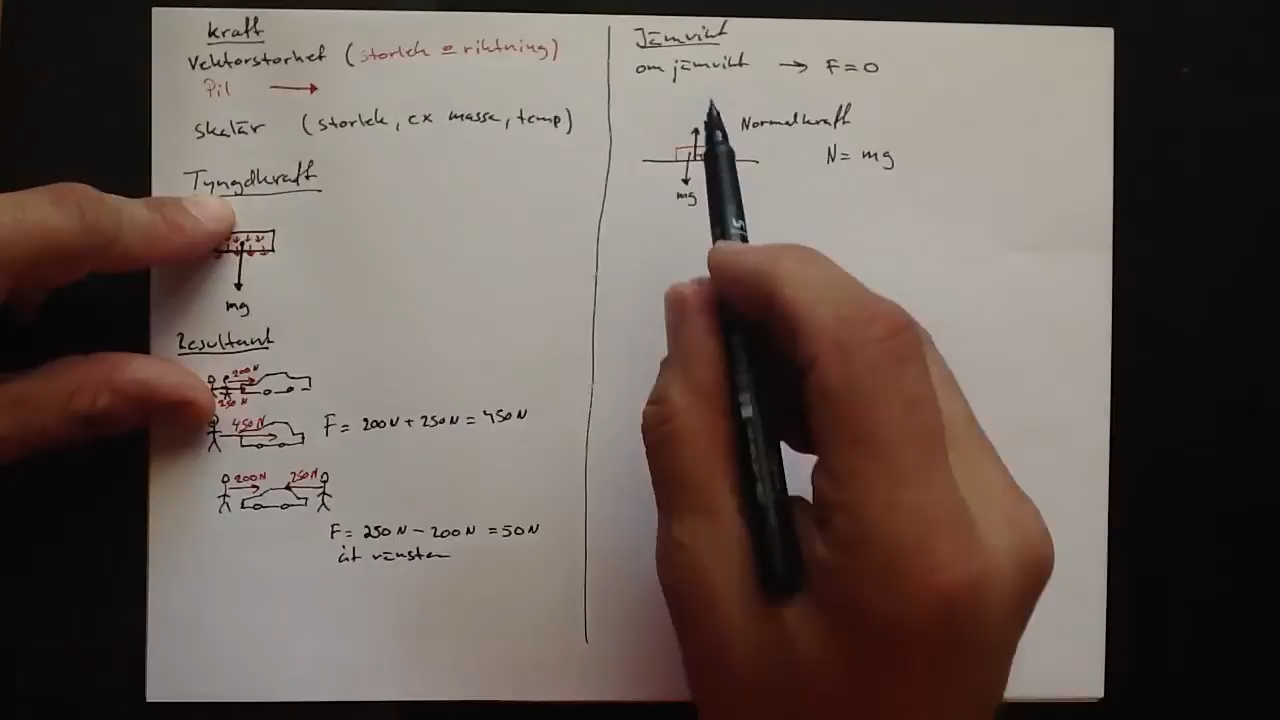 kraft
Vektorstorhet (storlek o riktning)
Pil
Skalär (storlek, ex massa, temp)
Tyngdkraft
mg
Resultant
200N
250N
450N
F = 200N + 250N = 450N
200N 250N
F = 250N - 200N = 50N
åt vänster
Jämvikt
om jämvikt → F = 0
Normalkraft
N = mg
mg